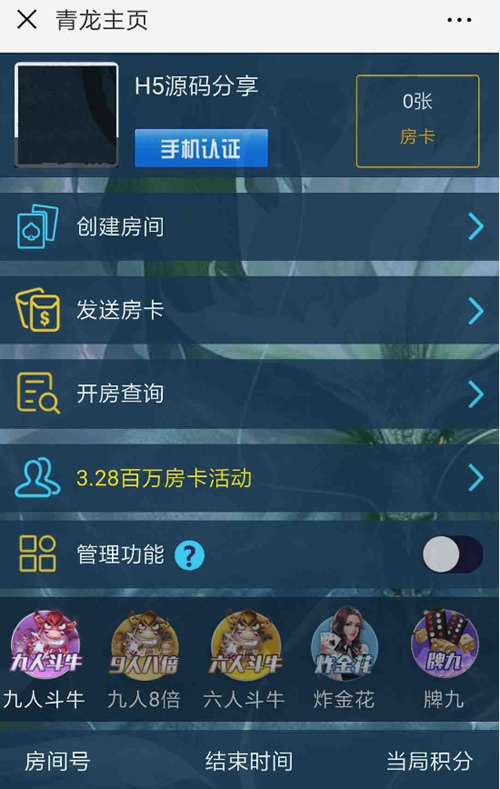 青龙主页
H5源码分享
手机认证
0张
房卡
创建房间
发送房卡
开房查询
3.28百万房卡活动
管理功能 ?
九人斗牛 9人八倍 六人斗牛 炸金花 牌九
九人斗牛 九人8倍 六人斗牛 炸金花 牌九
房间号 结束时间 当局积分